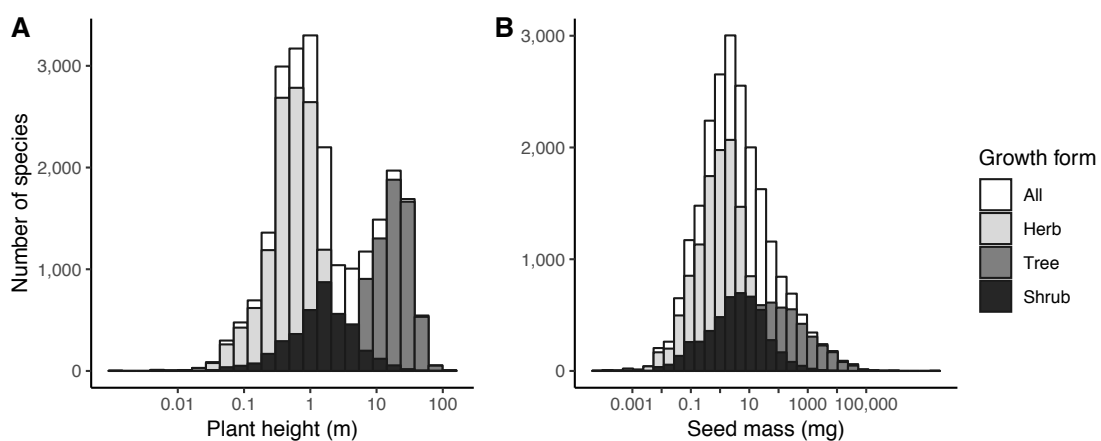 A
B
Number of species
3,000
2,000
1,000
0
0.01 0.1 1 10 100
Plant height (m)
3,000
2,000
1,000
0
0.001 0.1 10 1000 100,000
Seed mass (mg)
Growth form
All
Herb
Tree
Shrub